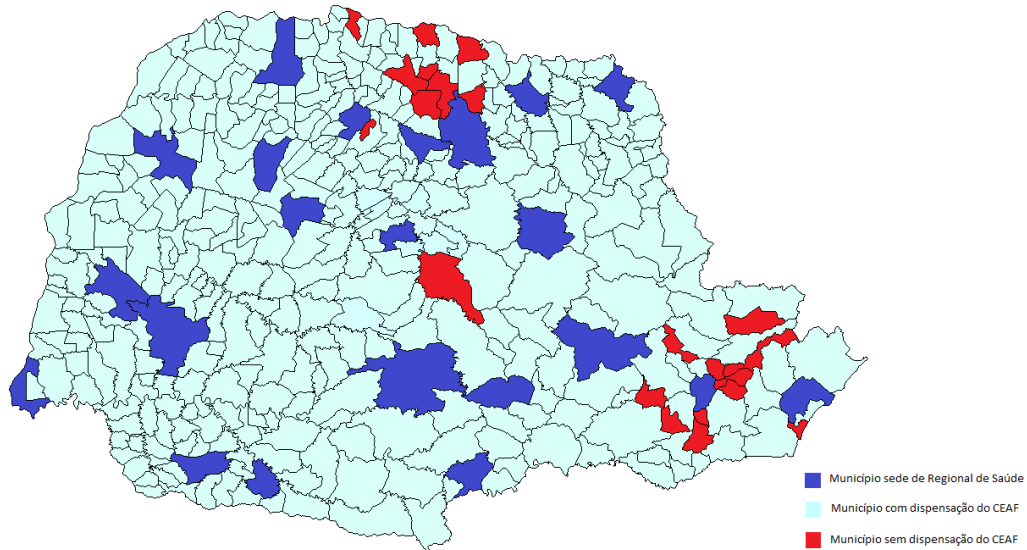 Município sede de Regional de Saúde
Município com dispensação do CEAF
Município sem dispensação do CEAF